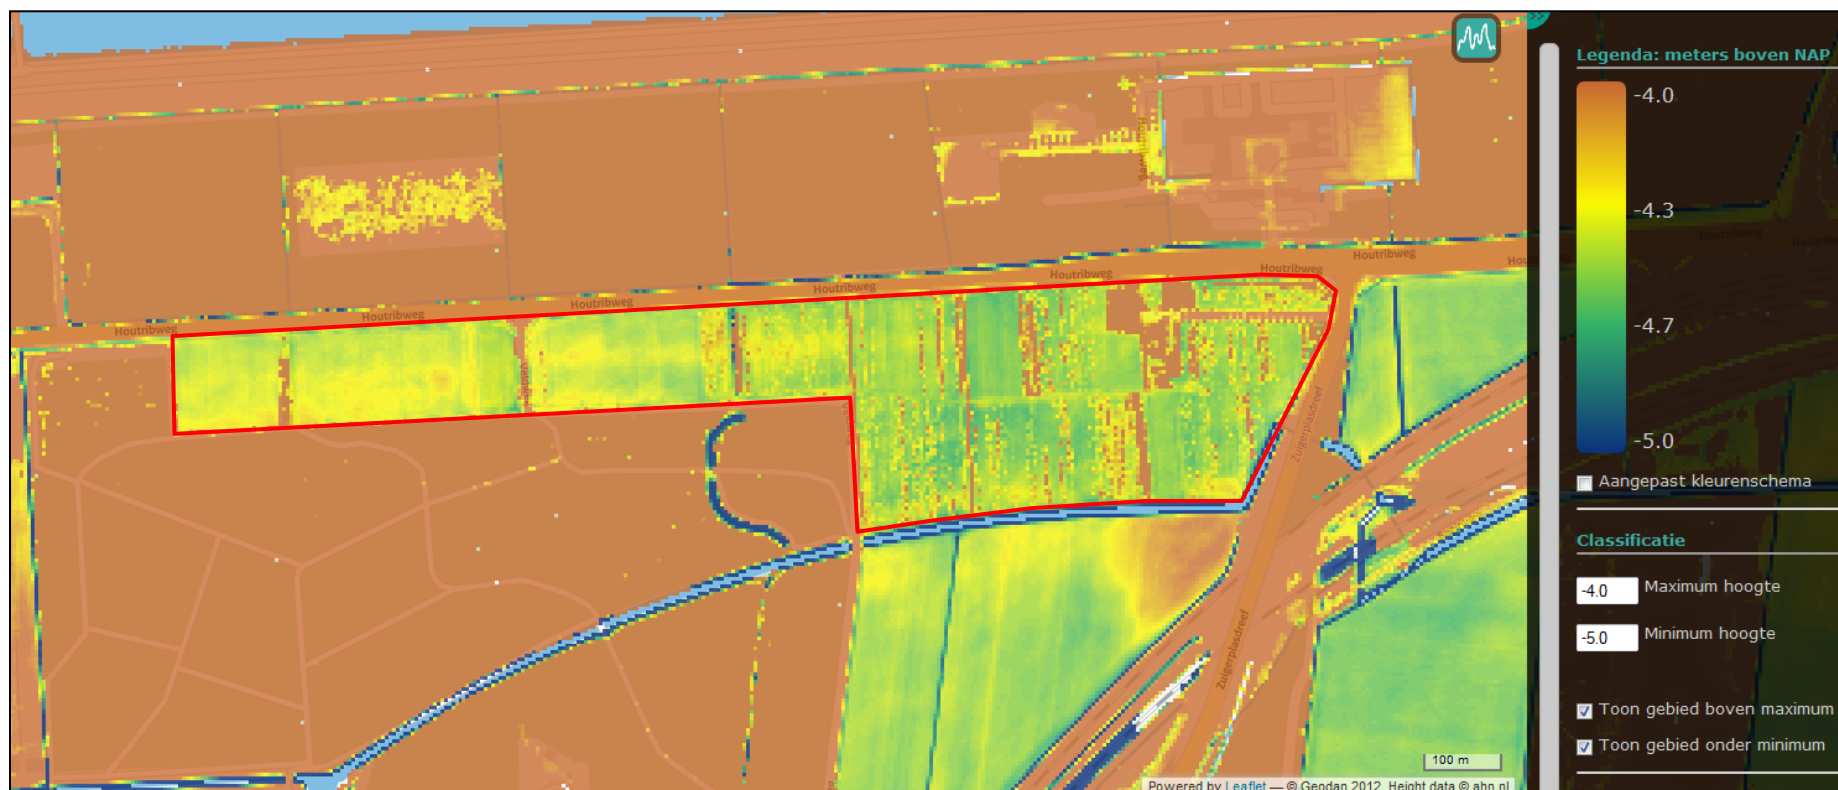 Legenda: meters boven NAP
-4.0
-4.3
-4.7
-5.0
Aangepast kleurenschema
Classificatie
-4.0 Maximum hoogte
-5.0 Minimum hoogte
Toon gebied boven maximum
Toon gebied onder minimum
Houtribweg
Houtribweg
Houtribweg
Houtribweg
Houtribweg
Houtribweg
Houtribweg
Houtribweg
Houtribweg
Zuigerplasdreef
Zuigerplasdreef
100 m
Powered by Leaflet — © Geodan 2012, Height data © ahn.nl